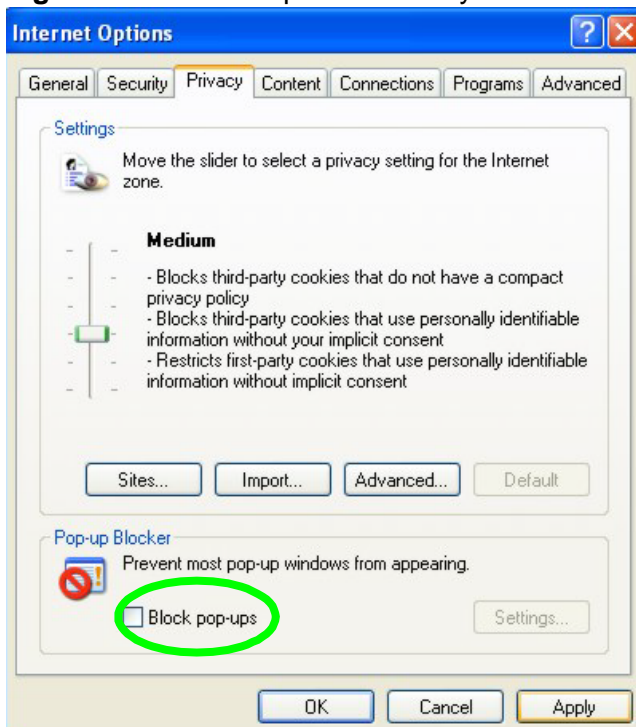 Internet Options
General Security Privacy Content Connections Programs Advanced
Settings
Move the slider to select a privacy setting for the Internet
zone.
Medium
- Blocks third-party cookies that do not have a compact
privacy policy
- Blocks third-party cookies that use personally identifiable
information without your implicit consent
- Restricts first-party cookies that use personally identifiable
information without implicit consent
Sites... Import... Advanced... Default
Pop-up Blocker
Prevent most pop-up windows from appearing.
Block pop-ups Settings...
OK Cancel Apply